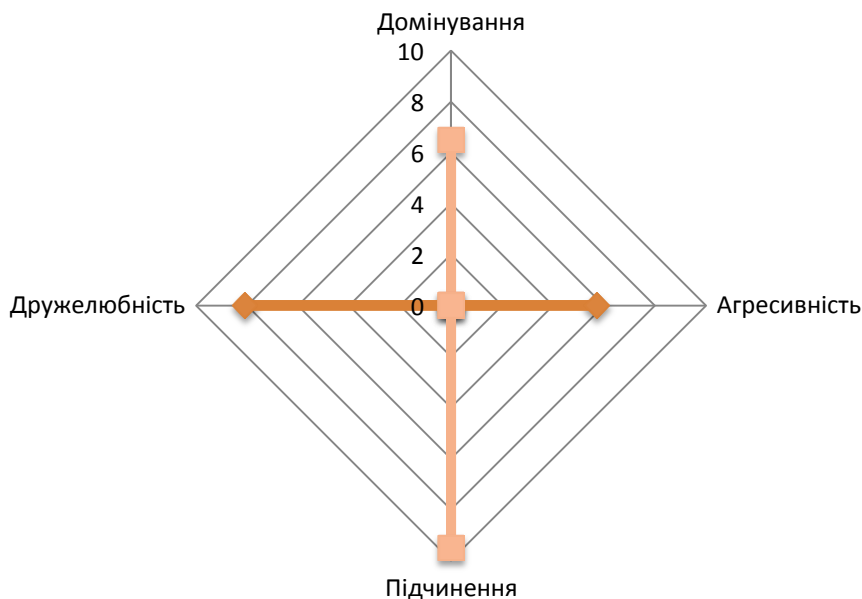 Домінування
10
8
6
4
2
0
Дружелюбність
Агресивність
Підчинення